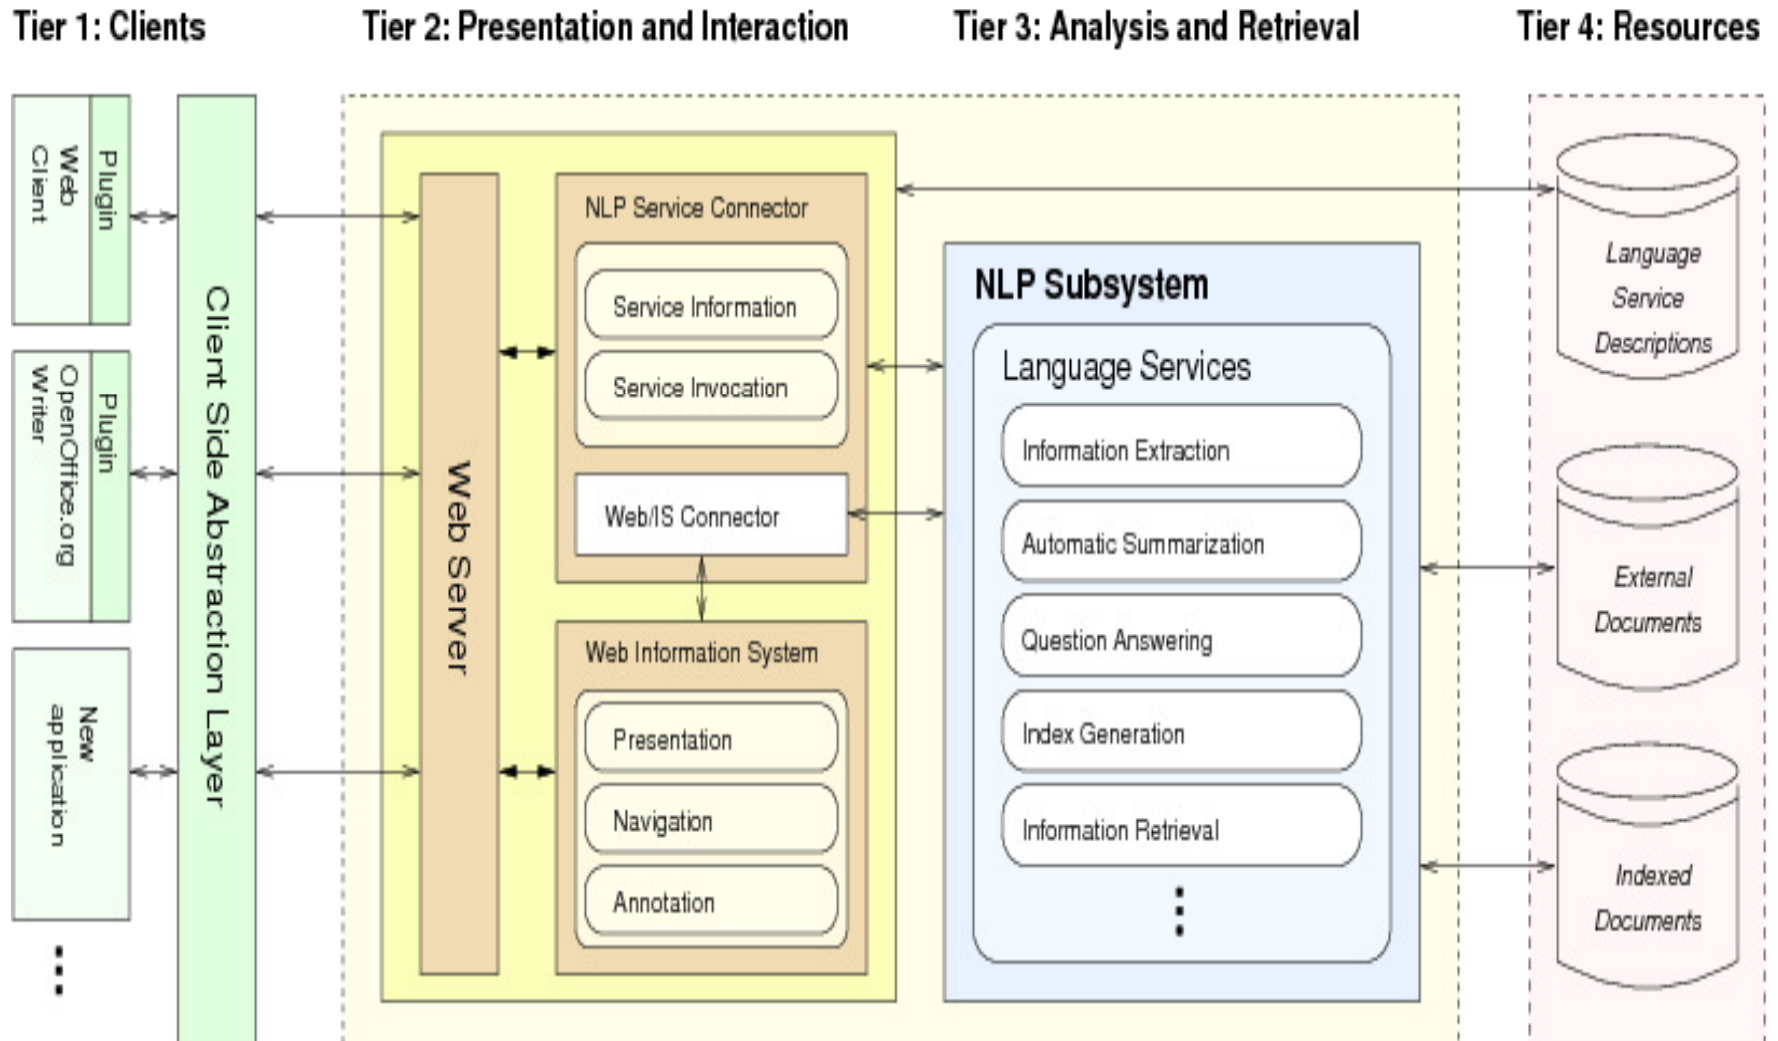 Tier 1: Clients
Tier 2: Presentation and Interaction
Tier 3: Analysis and Retrieval
Tier 4: Resources
Plugin
Web
Client
Plugin
OpenOffice.org
Writer
New
application
...
Client Side Abstraction Layer
Web Server
NLP Service Connector
Service Information
Service Invocation
Web/IS Connector
Web Information System
Presentation
Navigation
Annotation
NLP Subsystem
Language Services
Information Extraction
Automatic Summarization
Question Answering
Index Generation
Information Retrieval
...
Language
Service
Descriptions
External
Documents
Indexed
Documents